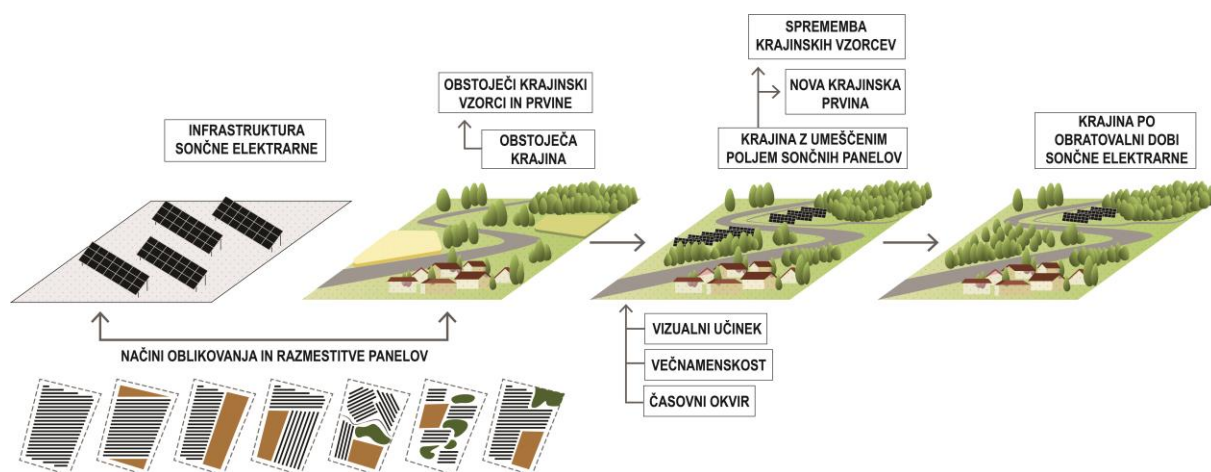 SPREMEMBA
KRAJINSKIH VZORCEV
OBSTOJEČI KRAJINSKI
VZORCI IN PRVINE
NOVA KRAJINSKA
PRVINA
INFRASTRUKTURA
SONČNE ELEKTRARNE
OBSTOJEČA
KRAJINA
KRAJINA Z UMEŠČENIM
POLJEM SONČNIH PANELOV
KRAJINA PO
OBRATOVALNI DOBI
SONČNE ELEKTRARNE
NAČINI OBLIKOVANJA IN RAZMESTITVE PANELOV
VIZUALNI UČINEK
VEČNAMENSKOST
ČASOVNI OKVIR